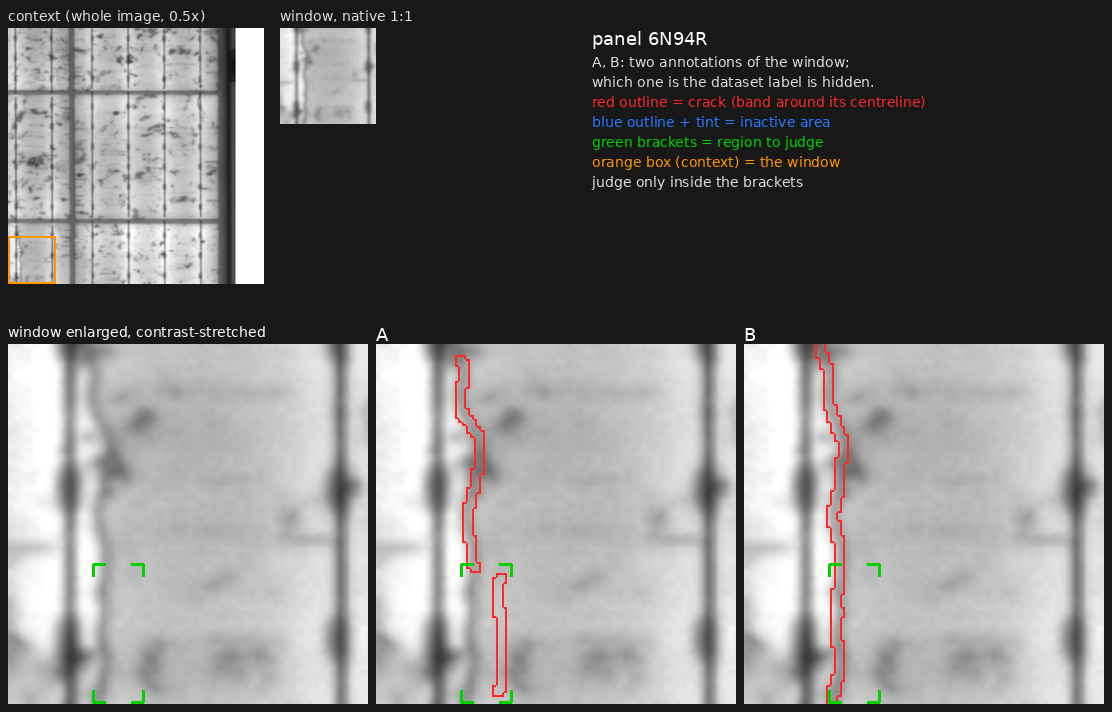 context (whole image, 0.5x)
window, native 1:1
panel 6N94R
A, B: two annotations of the window;
which one is the dataset label is hidden.
red outline = crack (band around its centreline)
blue outline + tint = inactive area
green brackets = region to judge
orange box (context) = the window
judge only inside the brackets
window enlarged, contrast-stretched
A
B